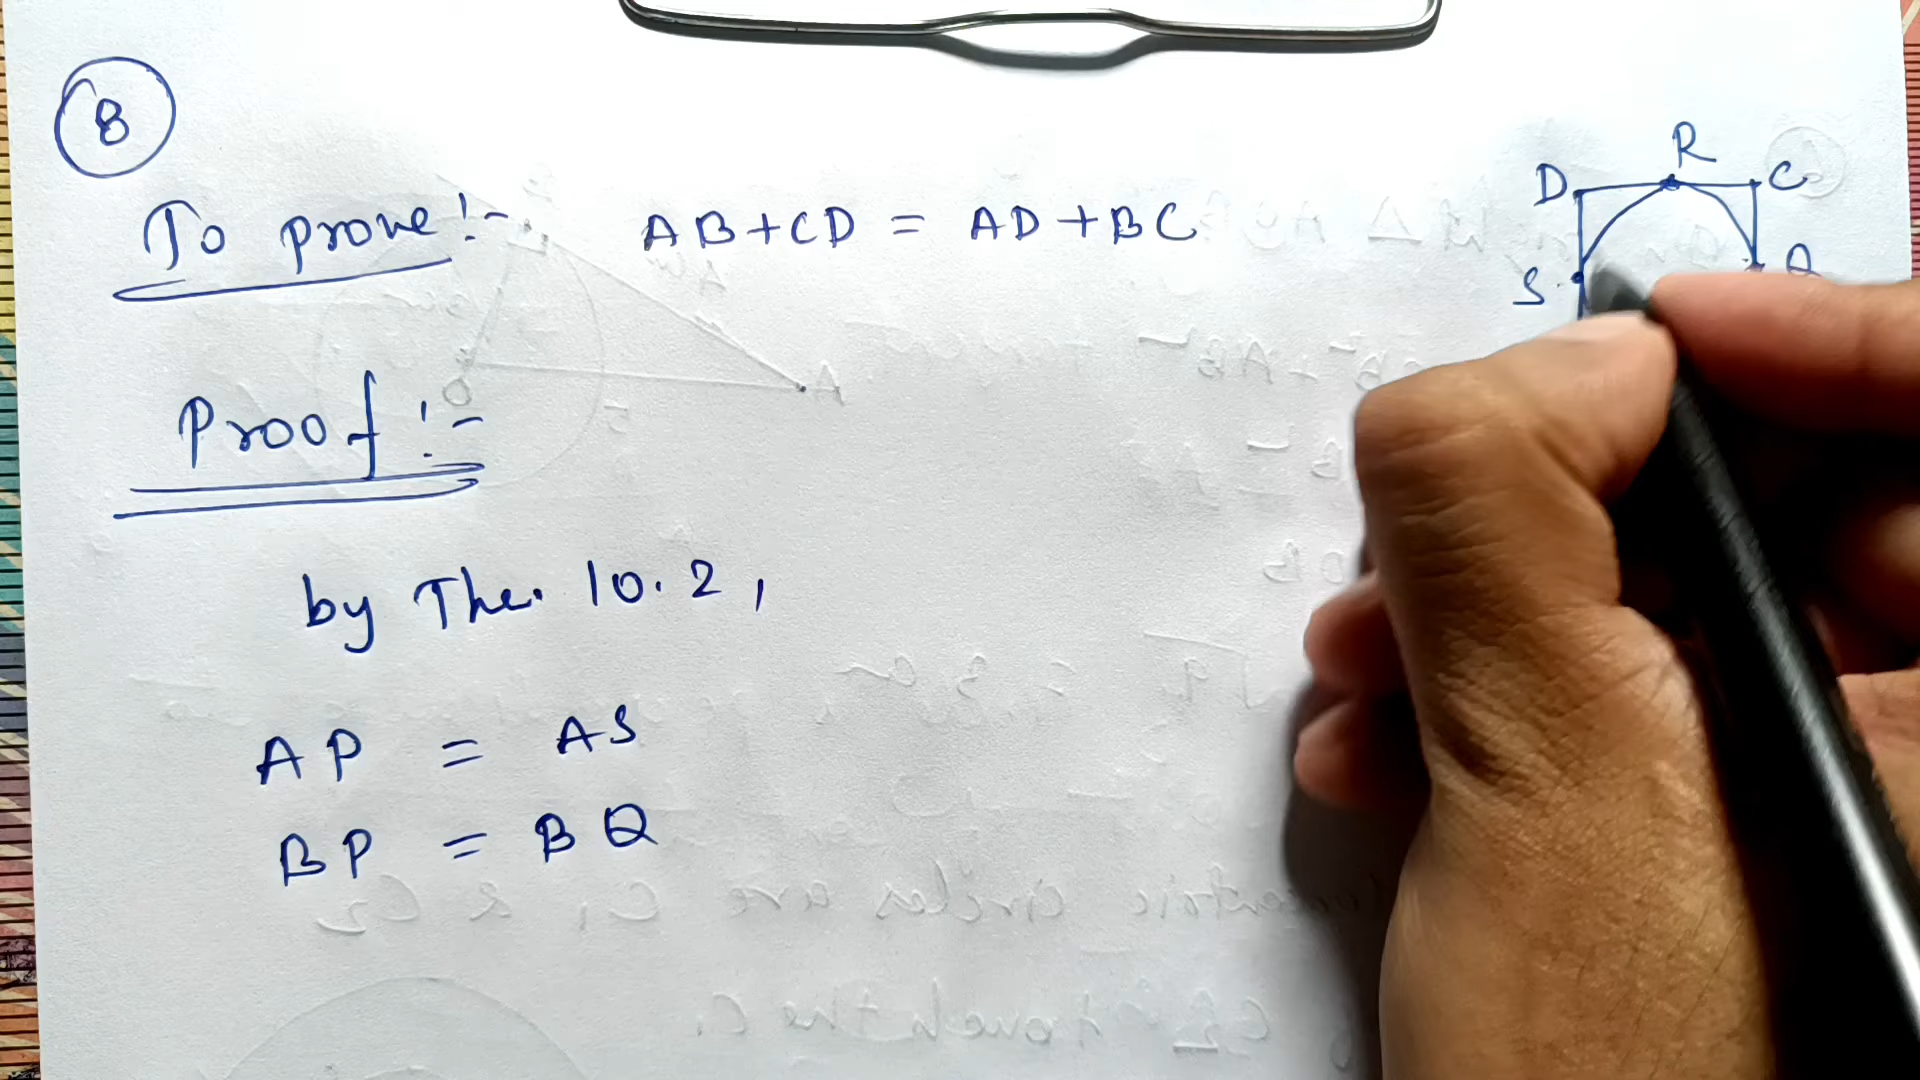 8
To prove :- AB+CD = AD+BC
Proof :-
by The. 10.2,
AP = AS
BP = BQ
R
D C
S Q